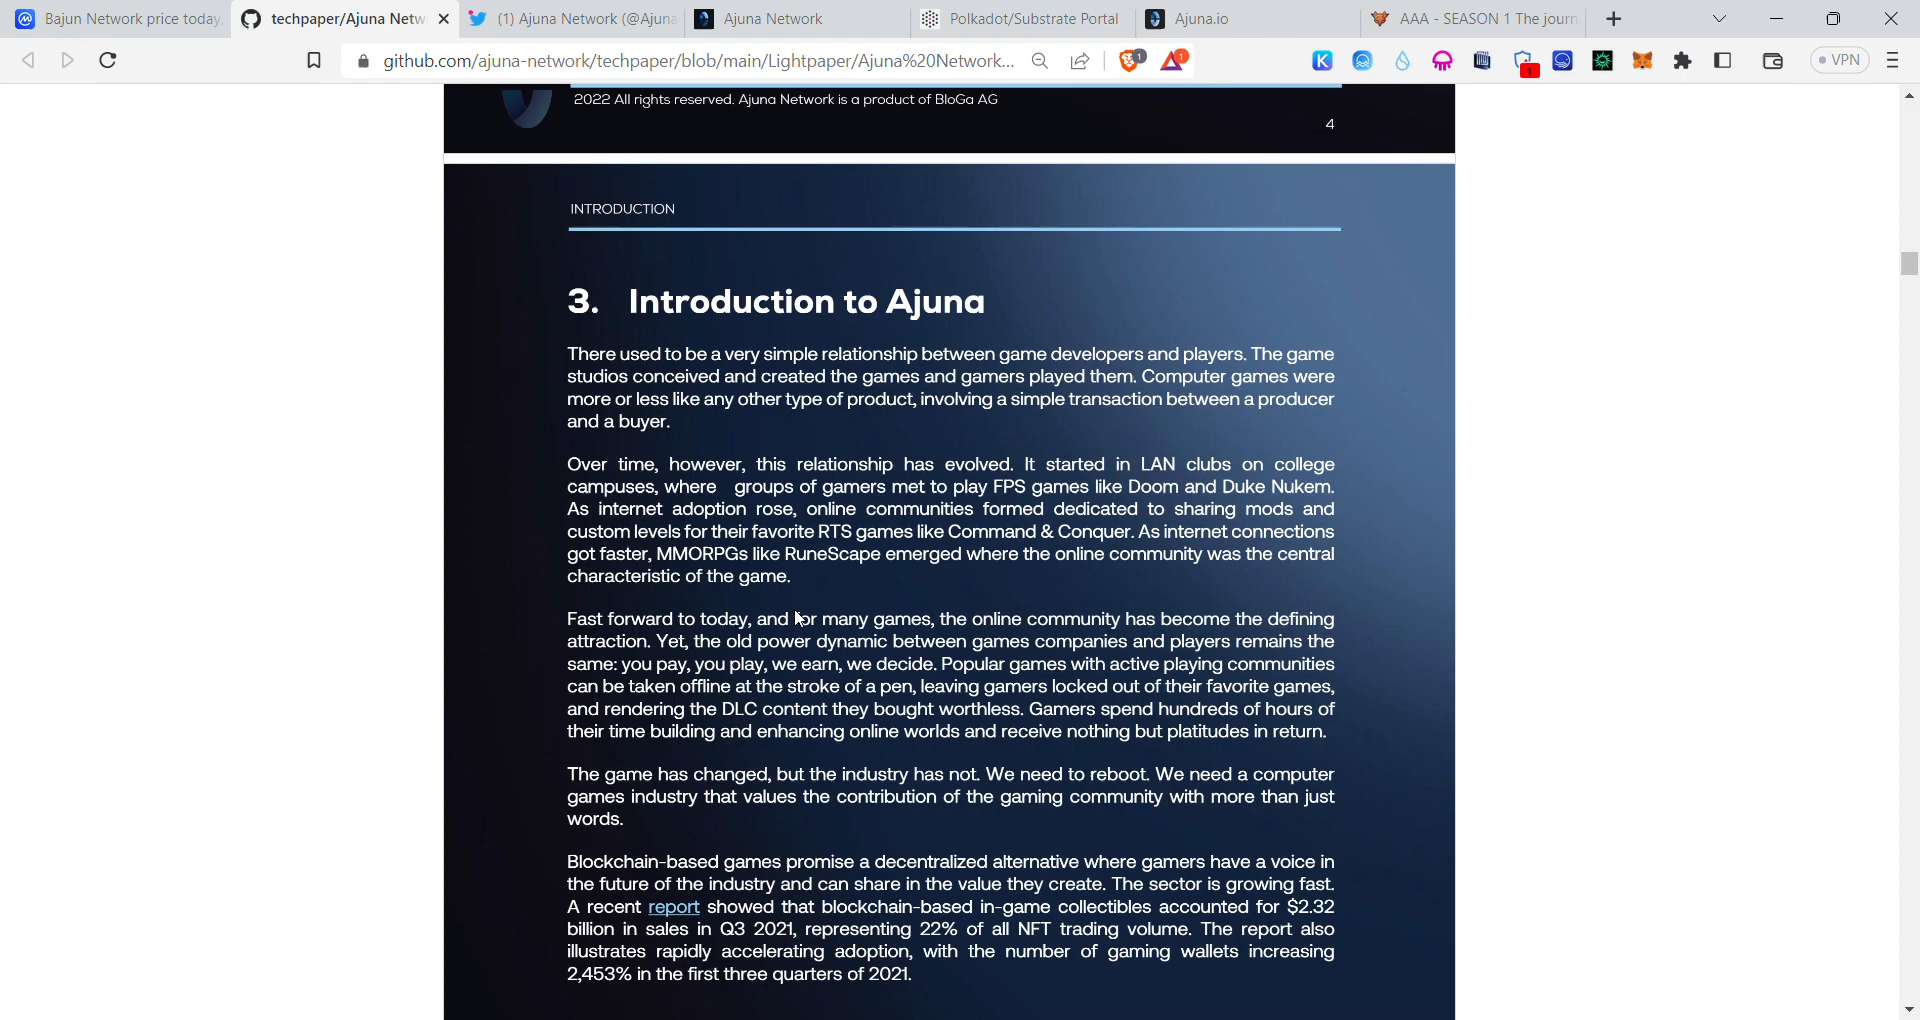 Bajun Network price today,
techpaper/Ajuna Netw
(1) Ajuna Network (@Ajuna
Ajuna Network
Polkadot/Substrate Portal
Ajuna.io
AAA - SEASON 1 The journ
github.com/ajuna-network/techpaper/blob/main/Lightpaper/Ajuna%20Network...
1
1
VPN
2022 All rights reserved. Ajuna Network is a product of BloGa AG
4
INTRODUCTION
3. Introduction to Ajuna
There used to be a very simple relationship between game developers and players. The game
studios conceived and created the games and gamers played them. Computer games were
more or less like any other type of product, involving a simple transaction between a producer
and a buyer.
Over time, however, this relationship has evolved. It started in LAN clubs on college
campuses, where groups of gamers met to play FPS games like Doom and Duke Nukem.
As internet adoption rose, online communities formed dedicated to sharing mods and
custom levels for their favorite RTS games like Command & Conquer. As internet connections
got faster, MMORPGs like RuneScape emerged where the online community was the central
characteristic of the game.
Fast forward to today, and for many games, the online community has become the defining
attraction. Yet, the old power dynamic between games companies and players remains the
same: you pay, you play, we earn, we decide. Popular games with active playing communities
can be taken offline at the stroke of a pen, leaving gamers locked out of their favorite games,
and rendering the DLC content they bought worthless. Gamers spend hundreds of hours of
their time building and enhancing online worlds and receive nothing but platitudes in return.
The game has changed, but the industry has not. We need to reboot. We need a computer
games industry that values the contribution of the gaming community with more than just
words.
Blockchain-based games promise a decentralized alternative where gamers have a voice in
the future of the industry and can share in the value they create. The sector is growing fast.
A recent report showed that blockchain-based in-game collectibles accounted for $2.32
billion in sales in Q3 2021, representing 22% of all NFT trading volume. The report also
illustrates rapidly accelerating adoption, with the number of gaming wallets increasing
2,453% in the first three quarters of 2021.